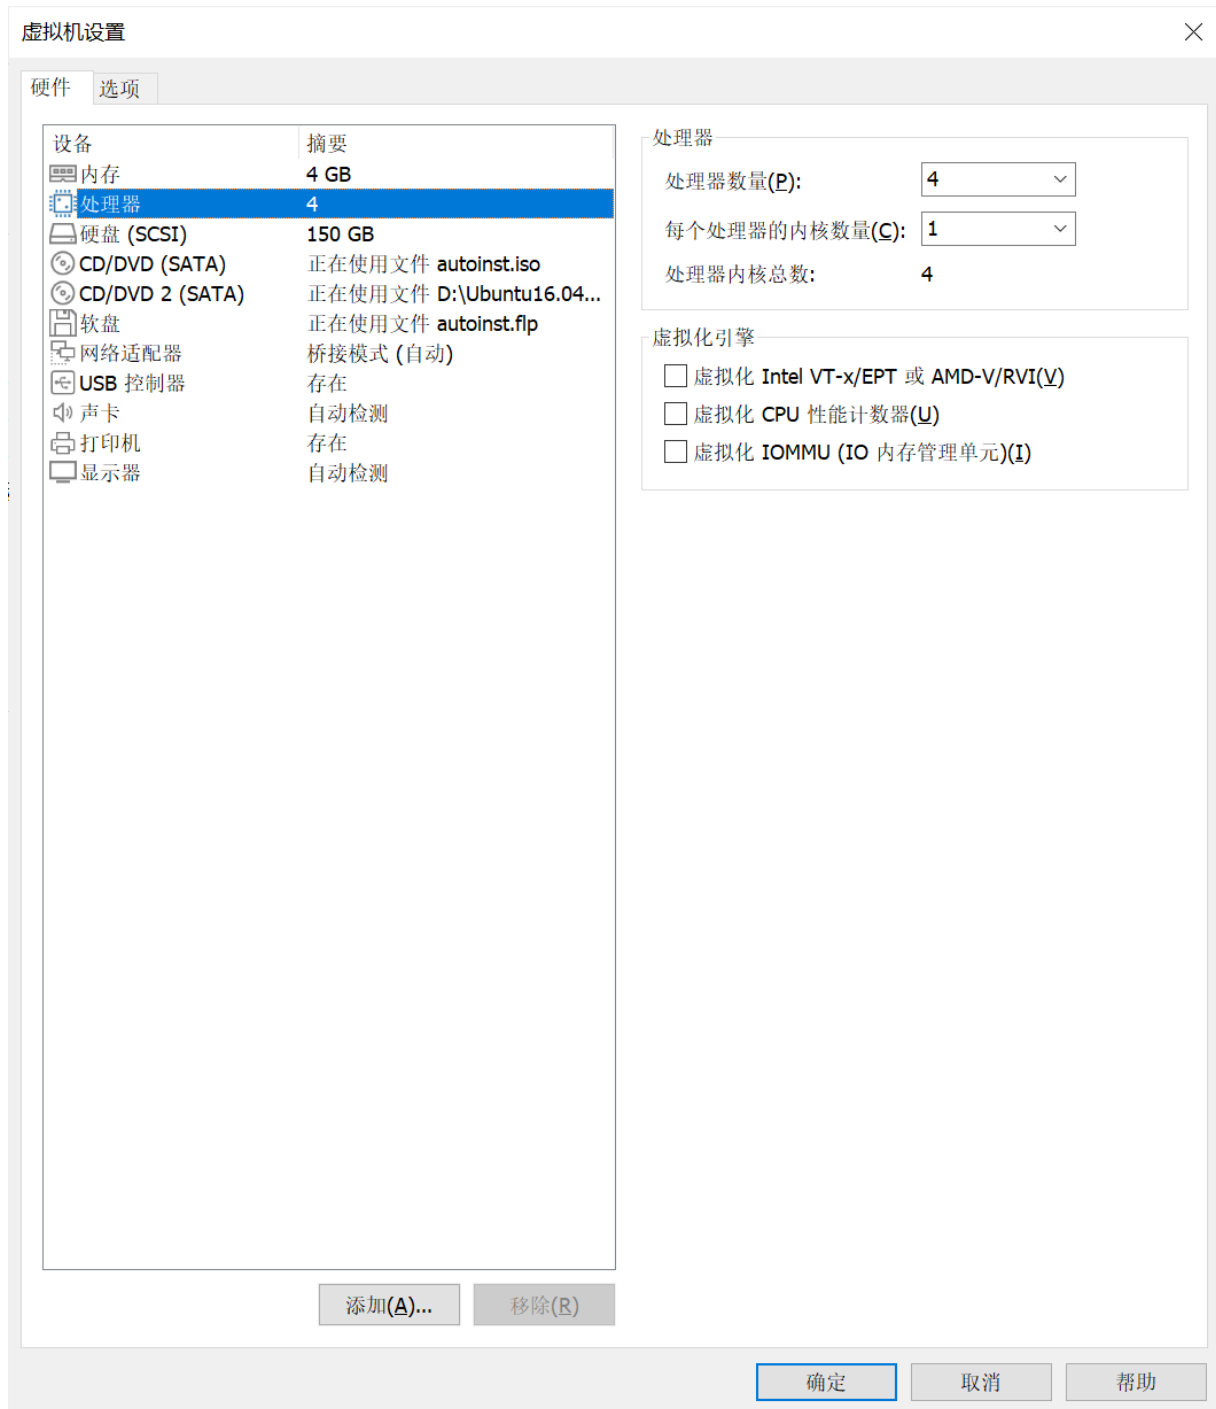 虚拟机设置
硬件 选项
设备 摘要
内存 4 GB
处理器 4
硬盘 (SCSI) 150 GB
CD/DVD (SATA) 正在使用文件 autoinst.iso
CD/DVD 2 (SATA) 正在使用文件 D:\Ubuntu16.04...
软盘 正在使用文件 autoinst.flp
网络适配器 桥接模式 (自动)
USB 控制器 存在
声卡 自动检测
打印机 存在
显示器 自动检测
添加(A)... 移除(R)
处理器
处理器数量(P): 4
每个处理器的内核数量(C): 1
处理器内核总数: 4
虚拟化引擎
虚拟化 Intel VT-x/EPT 或 AMD-V/RVI(V)
虚拟化 CPU 性能计数器(U)
虚拟化 IOMMU (IO 内存管理单元)(I)
确定 取消 帮助